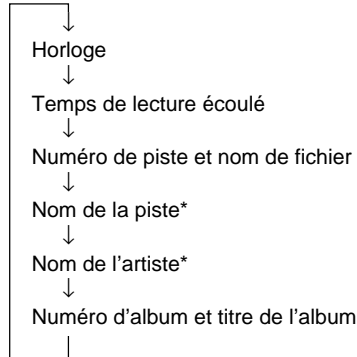 Horloge
Temps de lecture écoulé
Numéro de piste et nom de fichier
Nom de la piste*
Nom de l'artiste*
Numéro d'album et titre de l'album